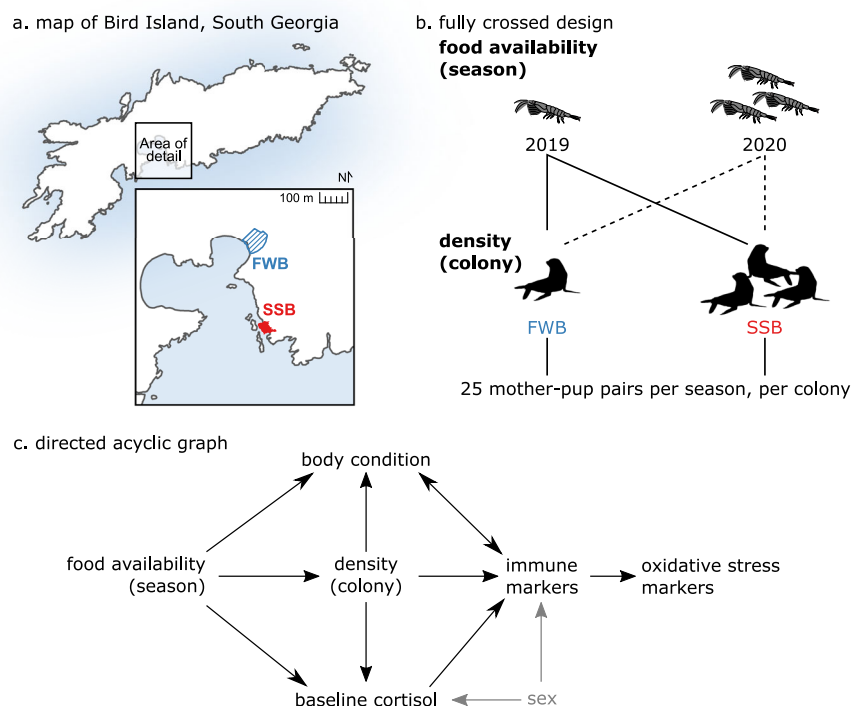 a. map of Bird Island, South Georgia
Area of
detail
N
100 m
FWB
SSB
b. fully crossed design
food availability
(season)
2019
2020
density
(colony)
FWB
SSB
25 mother-pup pairs per season, per colony
c. directed acyclic graph
body condition
food availability
(season)
density
(colony)
immune
markers
oxidative stress
markers
baseline cortisol
sex